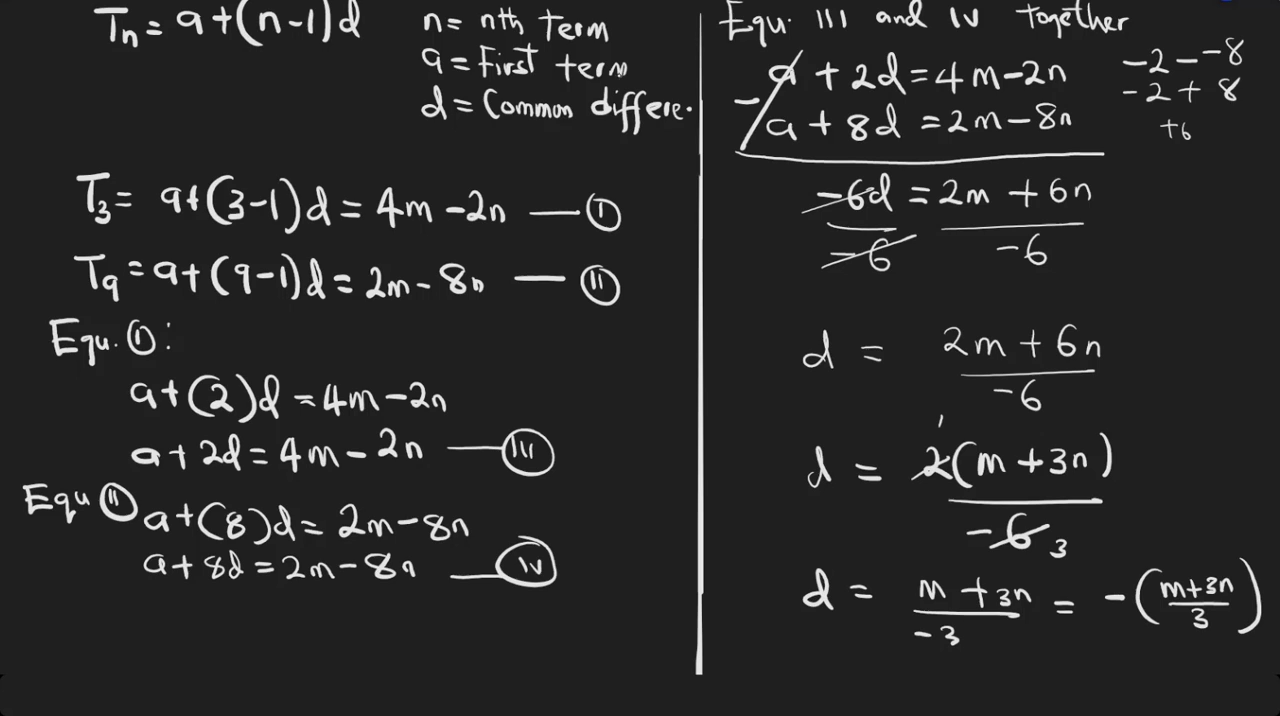 Tn = a+(n-1)d
n = nth Term
a = First term
d = Common differe.
T3 = a+(3-1)d = 4m-2n —(I)
T9 = a+(9-1)d = 2m-8n —(II)
Equ. (I):
a+(2)d = 4m-2n
a+2d = 4m-2n —(III)
Equ (II) a+(8)d = 2m-8n
a+8d = 2m-8n —(IV)
Equ. III and IV Together
a + 2d = 4m-2n
- a + 8d = 2m-8n
-2 - -8
-2 + 8
+6
-6d = 2m + 6n
-6 -6
d = 2m + 6n
-6
1
d = 2(m + 3n)
-6 3
d = m + 3n = -(m+3n
-3 3)